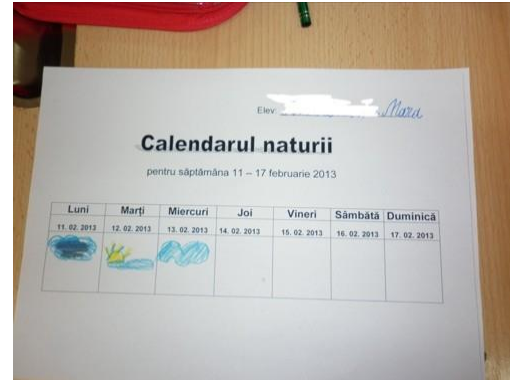 Elev: Mara
Calendarul naturii
pentru săptămâna 11 – 17 februarie 2013
Luni Marți Miercuri Joi Vineri Sâmbătă Duminică
11. 02. 2013 12. 02. 2013 13. 02. 2013 14. 02. 2013 15. 02. 2013 16. 02. 2013 17. 02. 2013